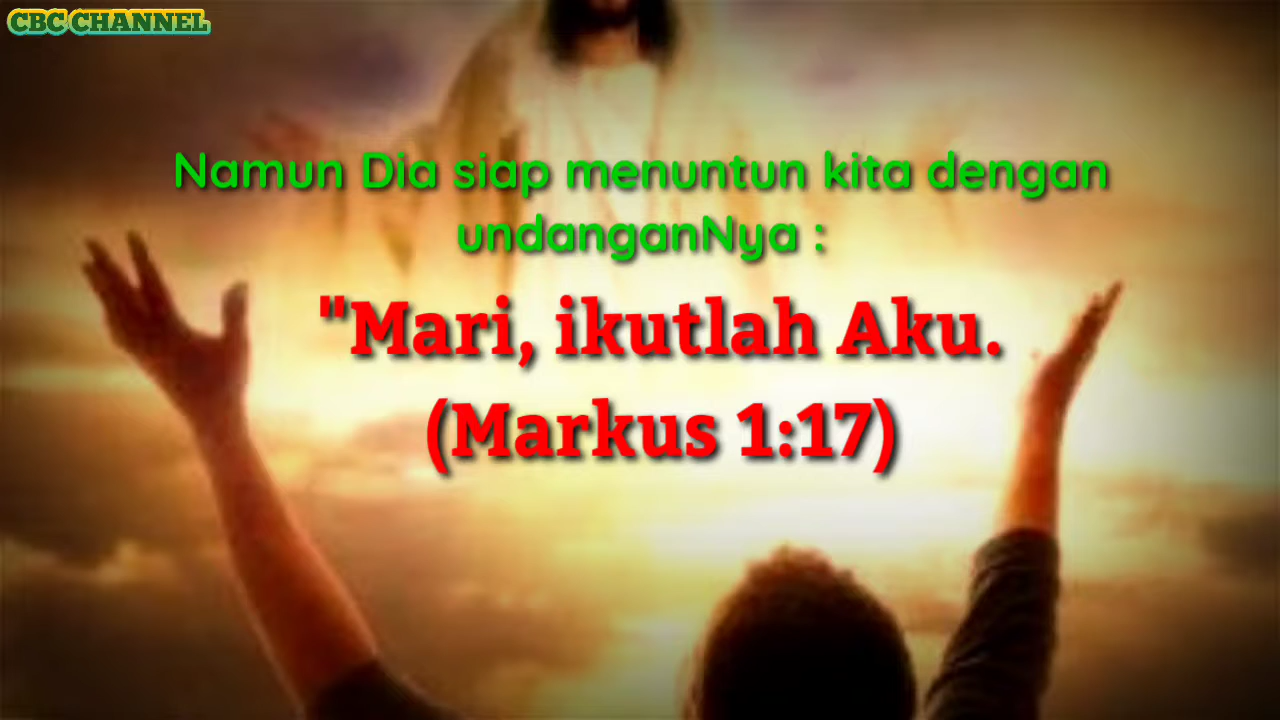 CBC CHANNEL
Namun Dia siap menuntun kita dengan
undanganNya :
"Mari, ikutlah Aku.
(Markus 1:17)